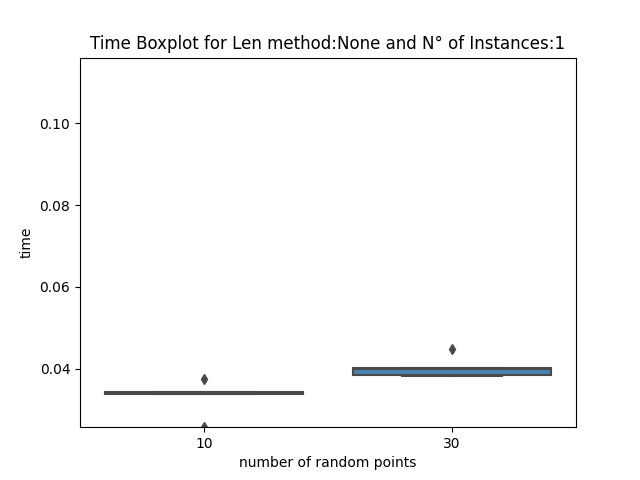 Time Boxplot for Len method:None and N° of Instances:1
0.10
0.08
0.06
0.04
time
10
30
number of random points